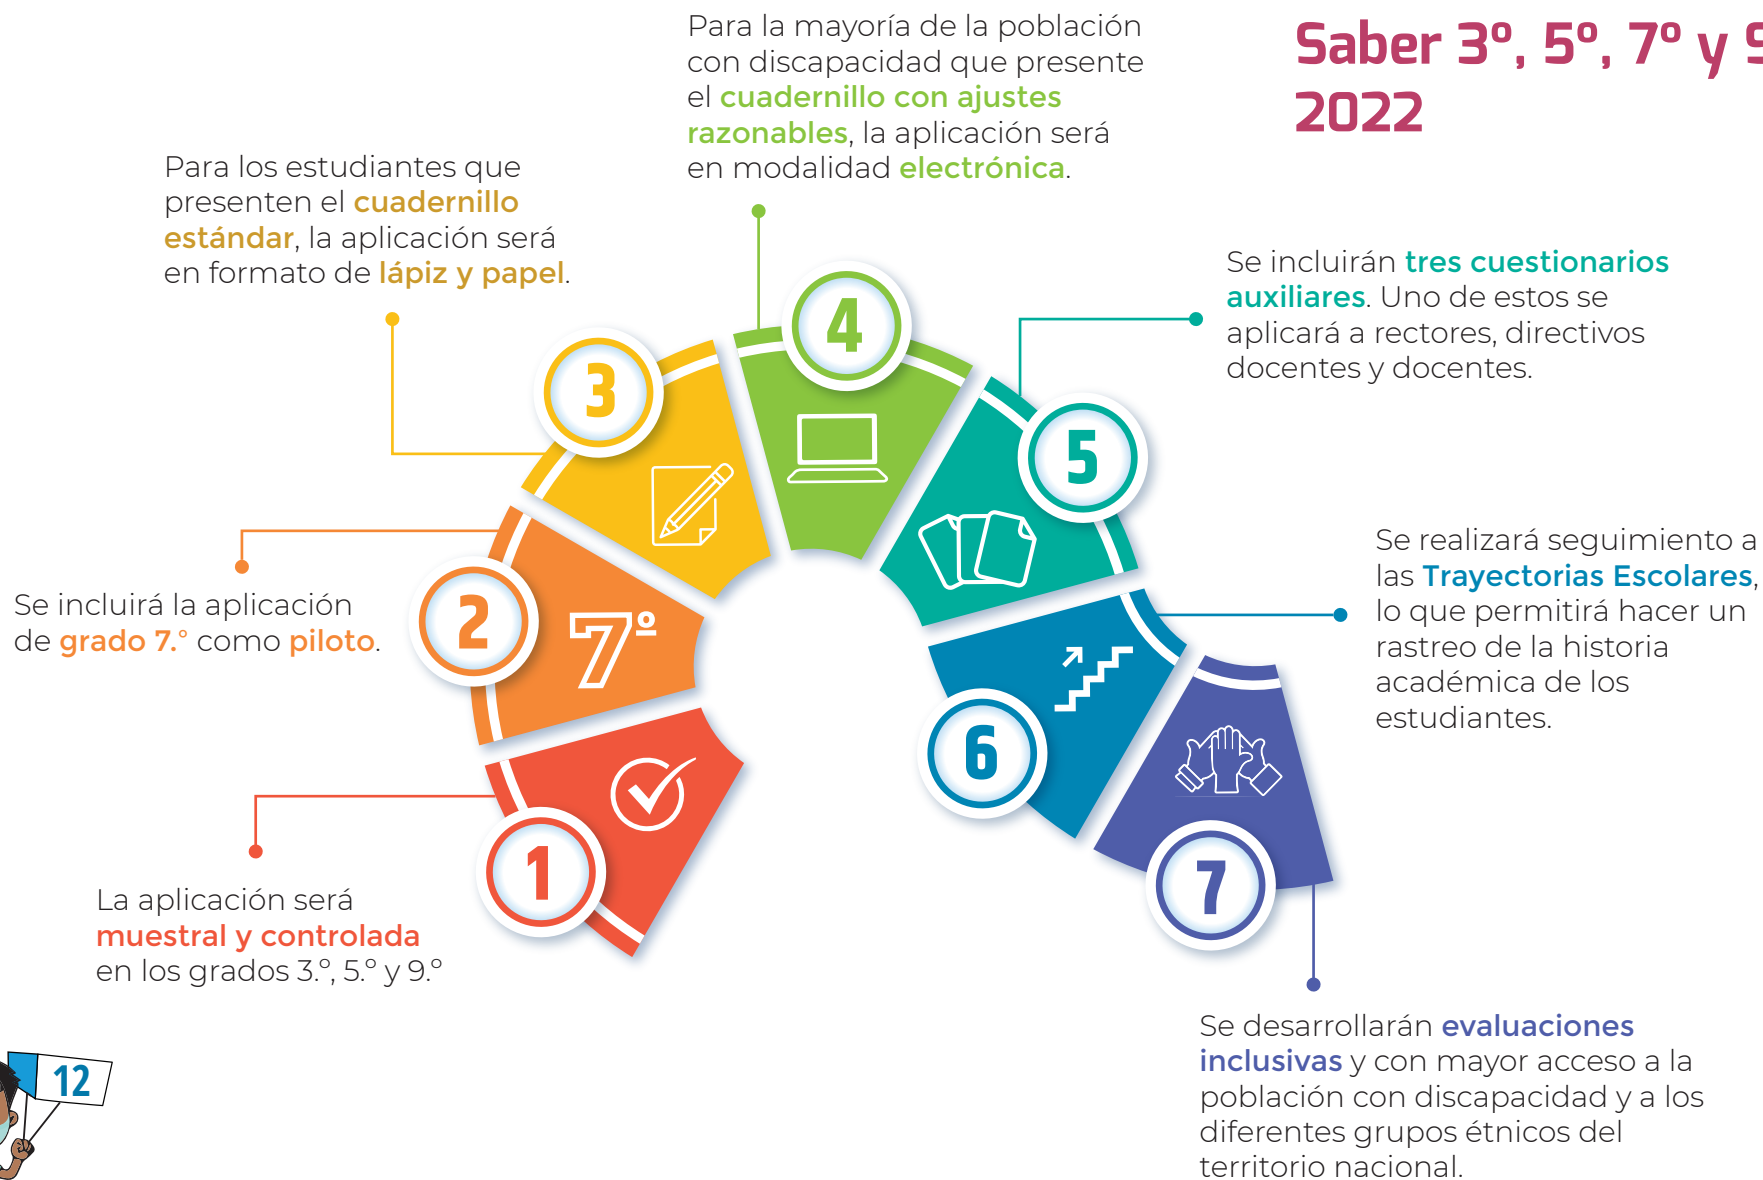 Saber 3º, 5º, 7º y 9
2022
La aplicación será
muestral y controlada
en los grados 3.º, 5.º y 9.º
1
Se incluirá la aplicación
de grado 7.° como piloto.
2
7º
Para los estudiantes que
presenten el cuadernillo
estándar, la aplicación será
en formato de lápiz y papel.
3
Para la mayoría de la población
con discapacidad que presente
el cuadernillo con ajustes
razonables, la aplicación será
en modalidad electrónica.
4
Se incluirán tres cuestionarios
auxiliares. Uno de estos se
aplicará a rectores, directivos
docentes y docentes.
5
Se realizará seguimiento a
las Trayectorias Escolares,
lo que permitirá hacer un
rastreo de la historia
académica de los
estudiantes.
6
7
Se desarrollarán evaluaciones
inclusivas y con mayor acceso a la
población con discapacidad y a los
diferentes grupos étnicos del
territorio nacional.
12